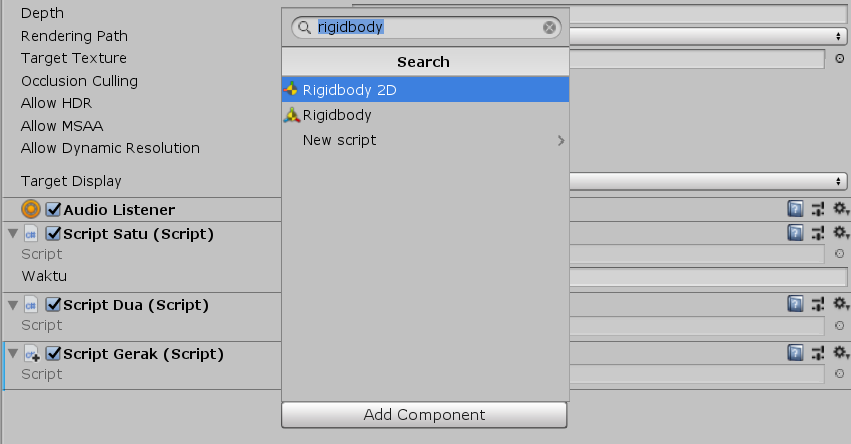 Depth
Rendering Path
Target Texture
Occlusion Culling
Allow HDR
Allow MSAA
Allow Dynamic Resolution
Target Display
Audio Listener
Script Satu (Script)
Script
Waktu
Script Dua (Script)
Script
Script Gerak (Script)
Script
rigidbody
Search
Rigidbody 2D
Rigidbody
New script
Add Component